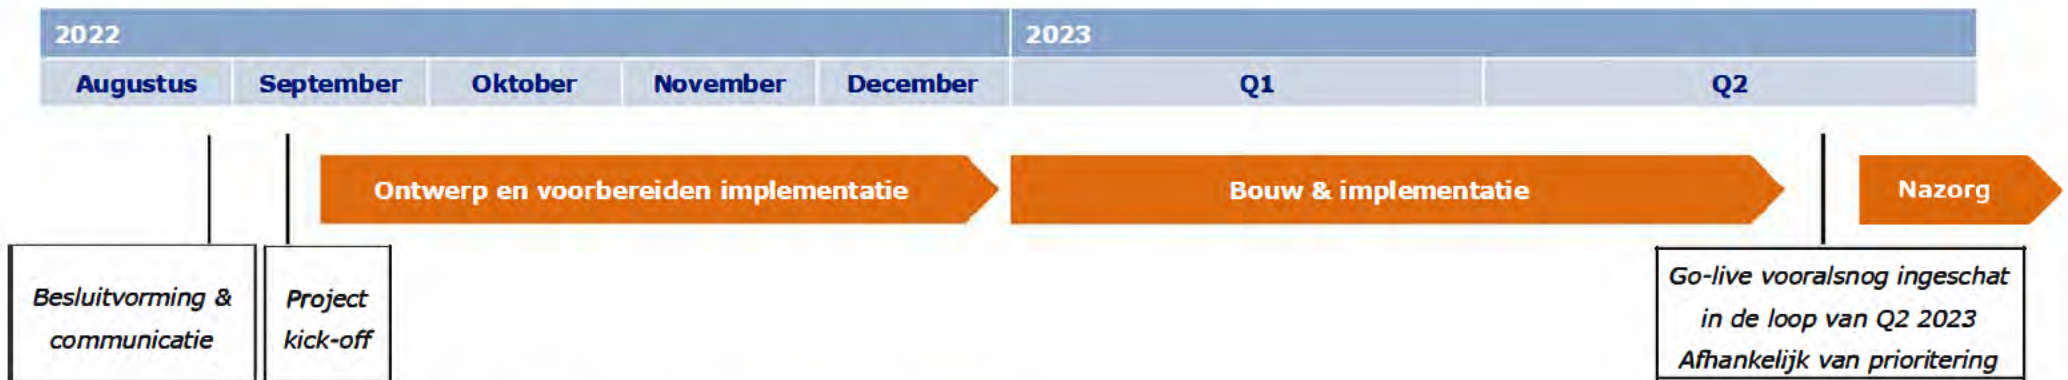 2022
2023
Augustus
September
Oktober
November
December
Q1
Q2
Ontwerp en voorbereiden implementatie
Bouw & implementatie
Nazorg
Besluitvorming &
communicatie
Project
kick-off
Go-live vooralsnog ingeschat
in de loop van Q2 2023
Afhankelijk van prioritering